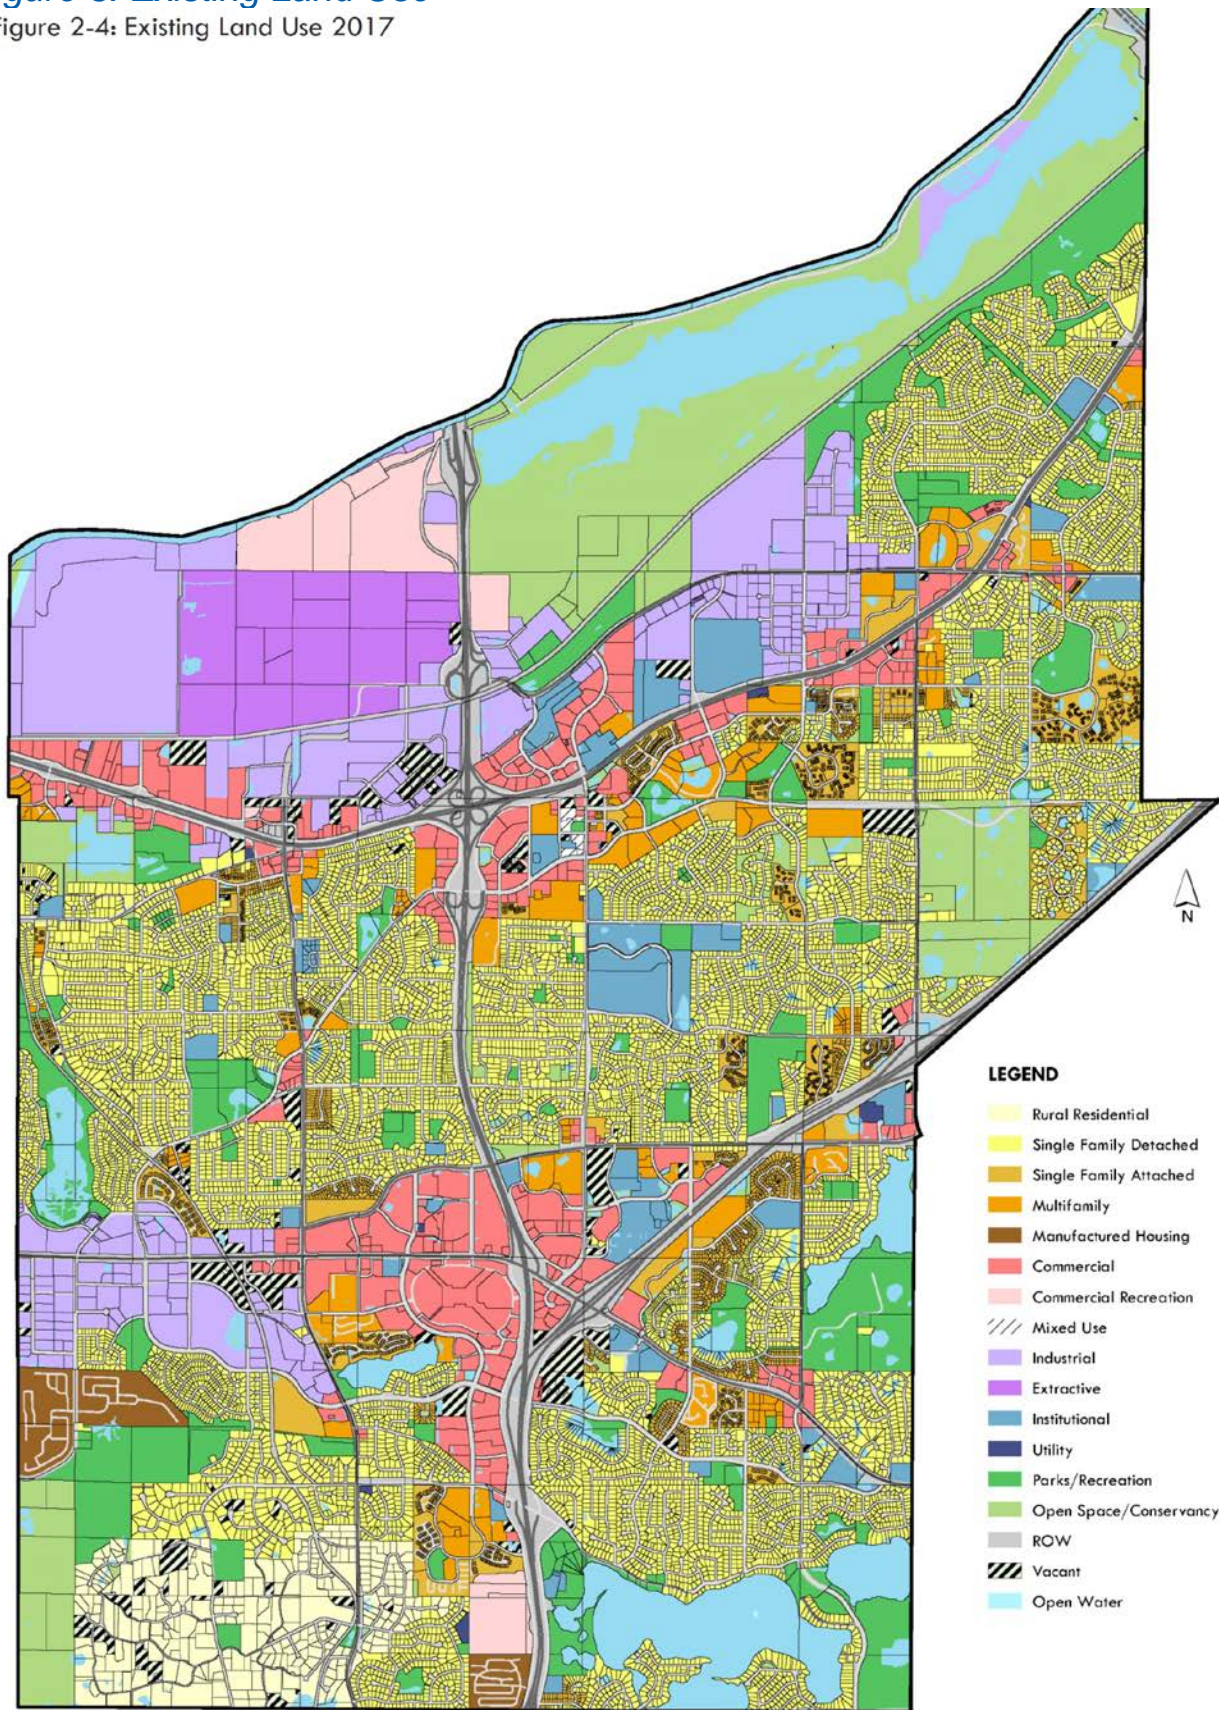 Figure 2-4: Existing Land Use 2017
N
LEGEND
Rural Residential
Single Family Detached
Single Family Attached
Multifamily
Manufactured Housing
Commercial
Commercial Recreation
Mixed Use
Industrial
Extractive
Institutional
Utility
Parks/Recreation
Open Space/Conservancy
ROW
Vacant
Open Water